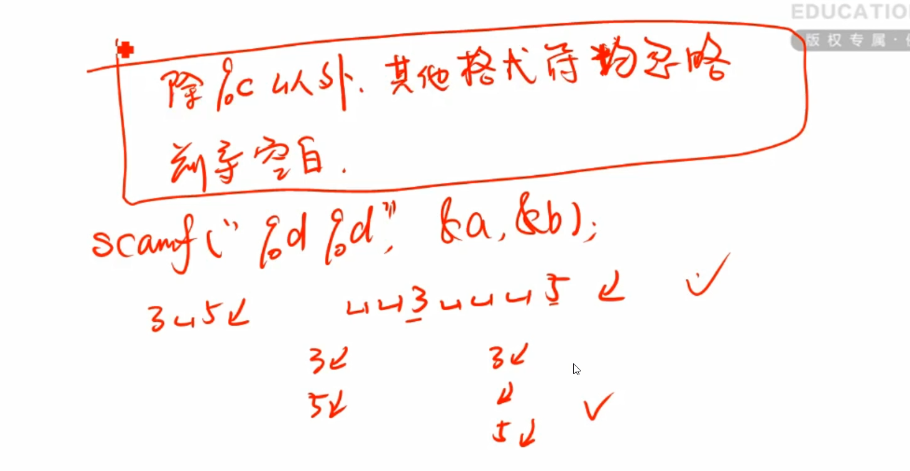 EDUCATIO
版权专属·
除%c以外.其他格式符均忽略
前导空白.
scanf("%d %d", &a, &b);
3␣5↙ ␣␣3␣␣␣5↙ ✓
3↙ 3↙
5↙ ↙ ✓
5↙